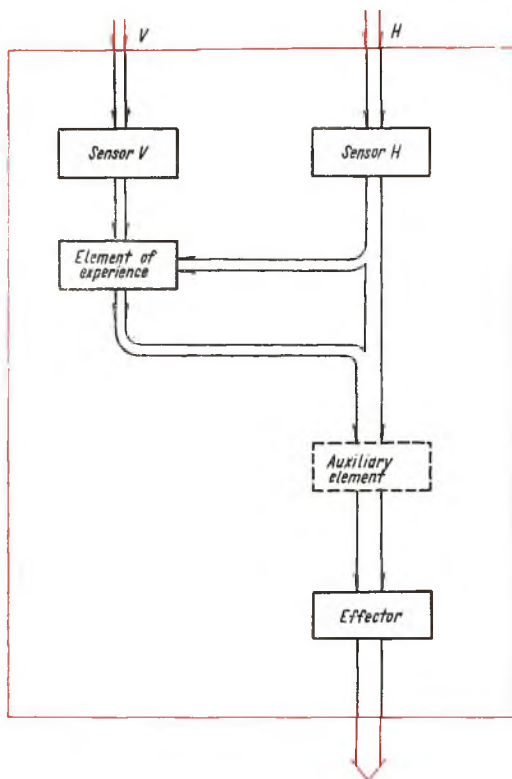 V
H
Sensor V
Sensor H
Element of
experience
Auxiliary
element
Effector